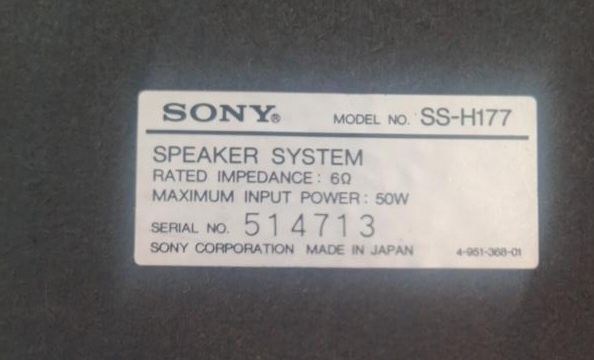 SONY® MODEL NO. SS-H177
SPEAKER SYSTEM
RATED IMPEDANCE: 6Ω
MAXIMUM INPUT POWER: 50W
SERIAL NO. 514713
SONY CORPORATION MADE IN JAPAN 4-951-368-01